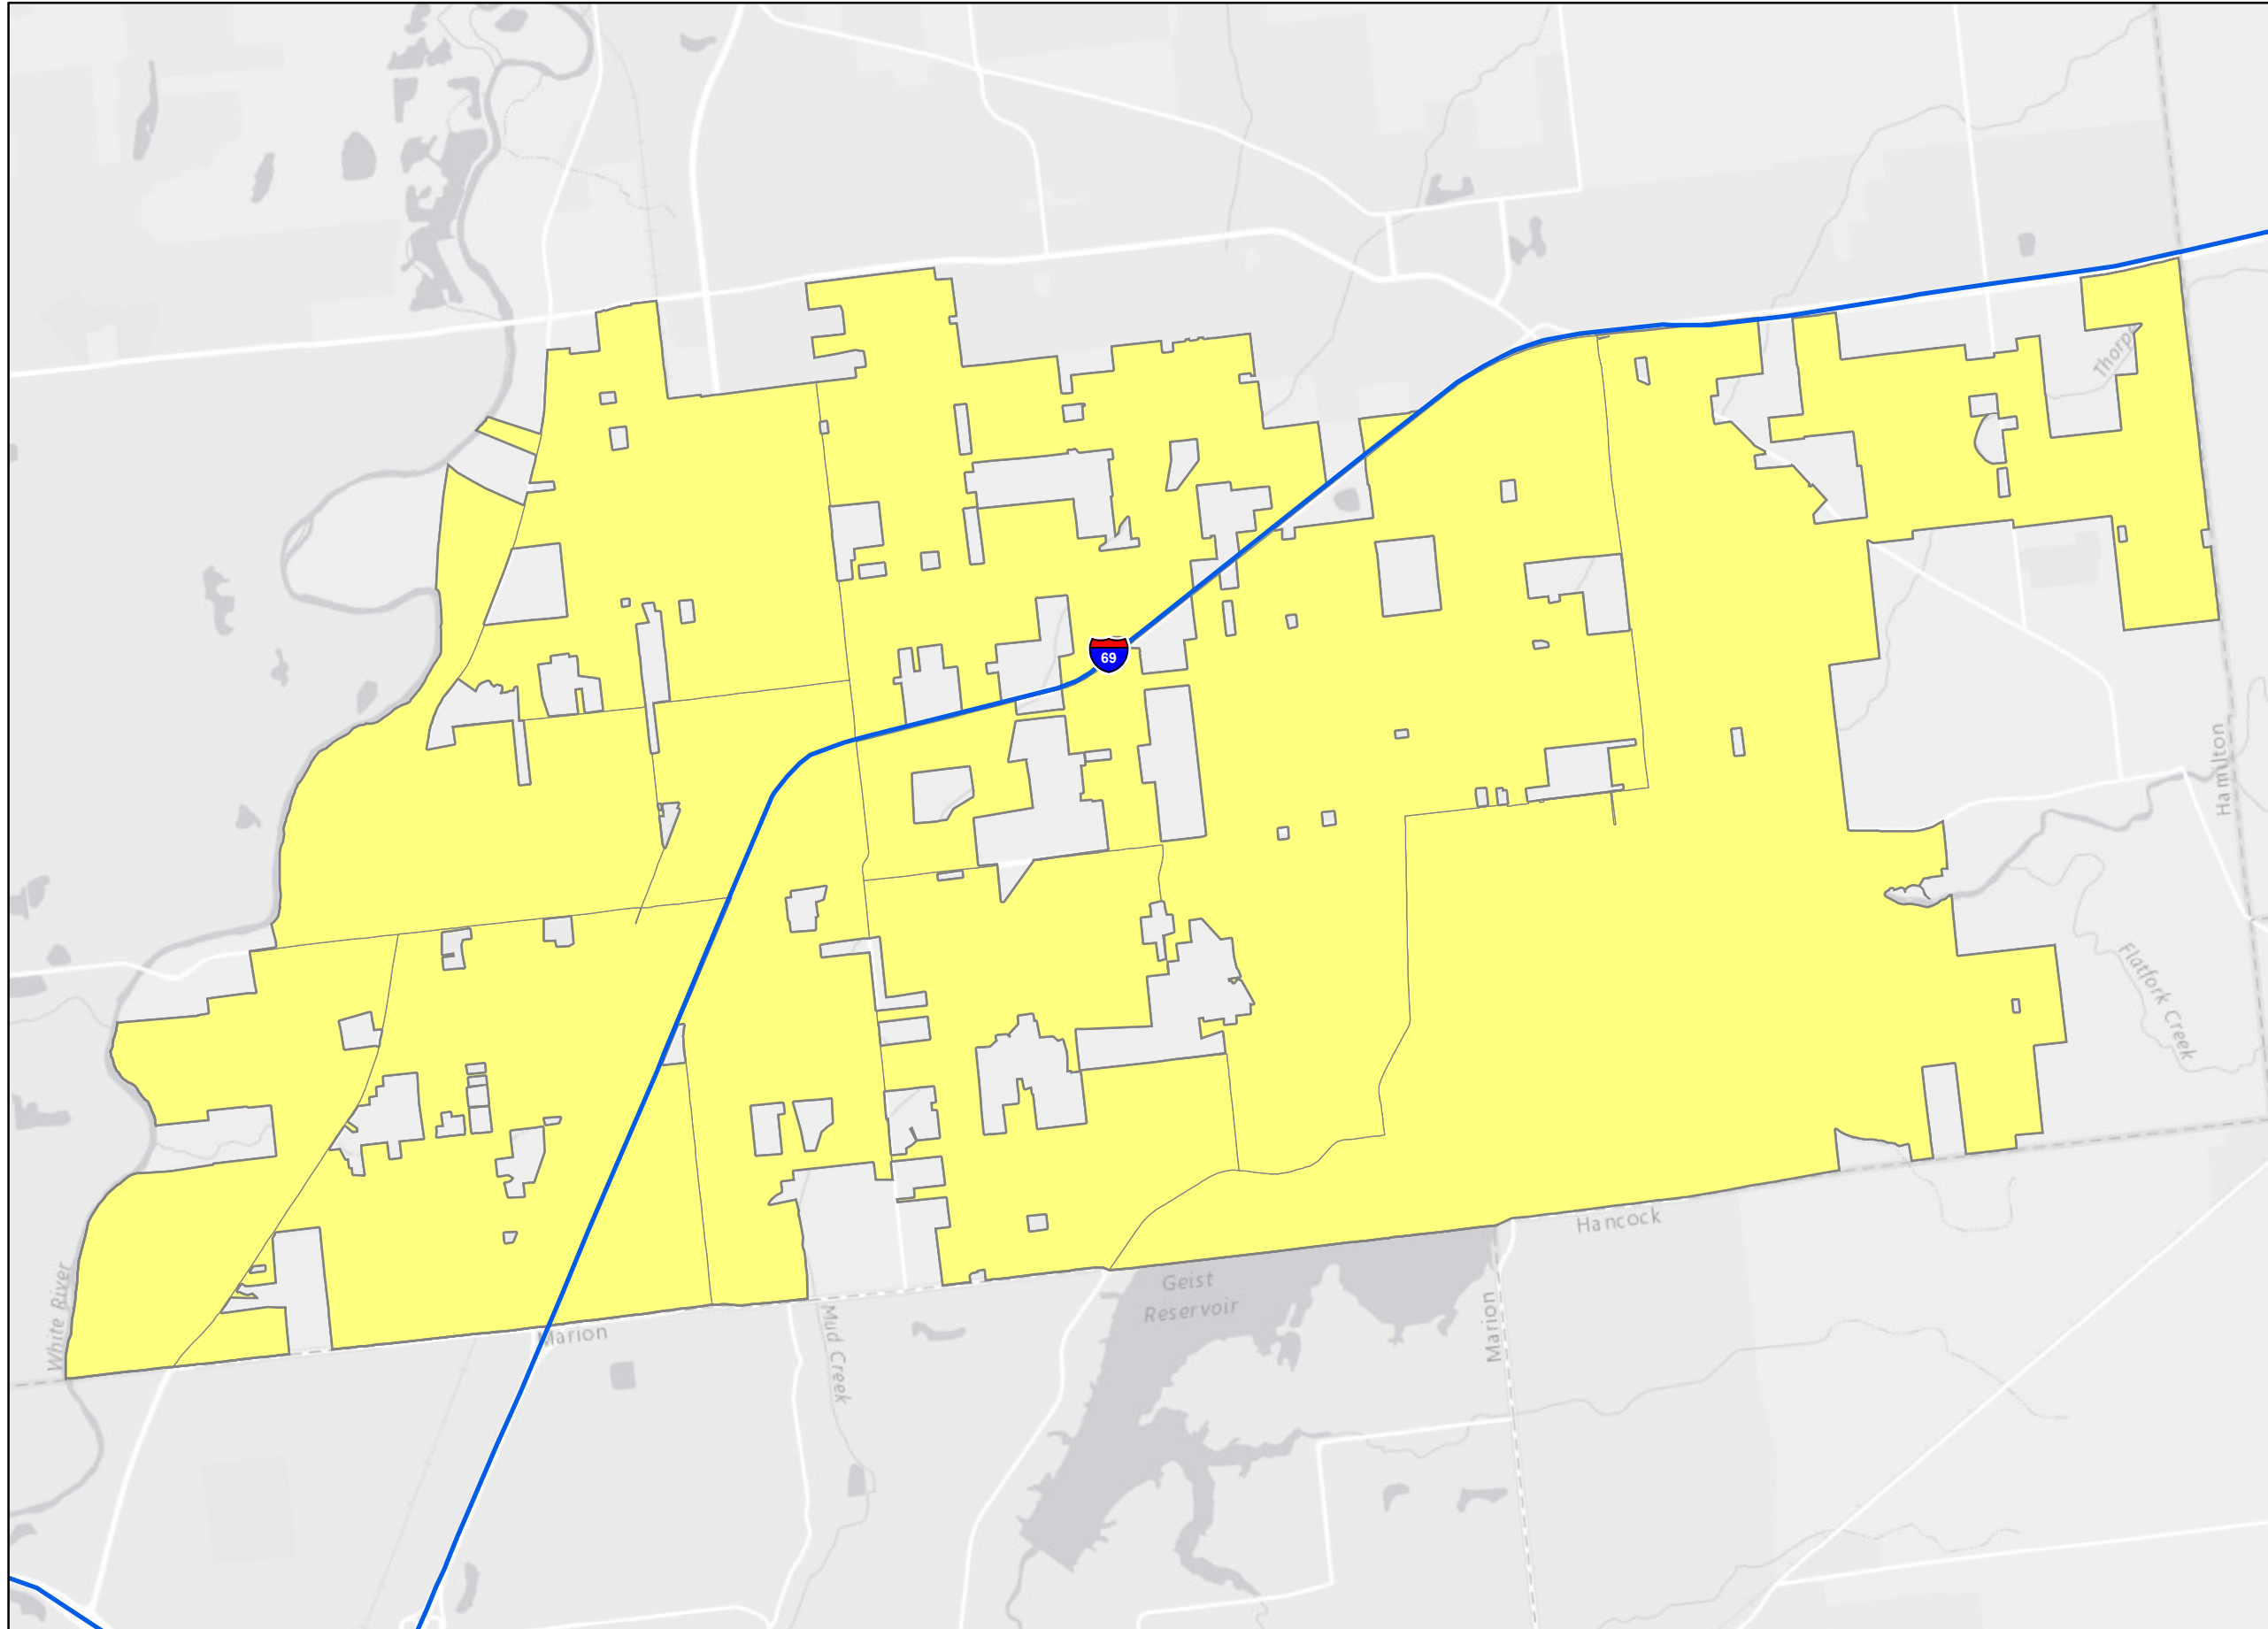 Thorpe
69
Hamilton
Flatfork Creek
Hancock
Geist
Reservoir
White River
Marion
Mud Creek
Marion